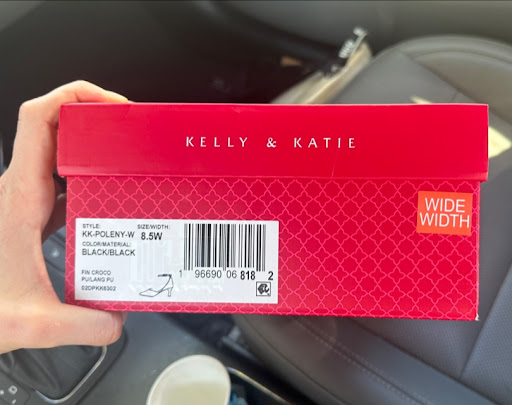 KELLY & KATIE
WIDE
WIDTH
STYLE: SIZE/WIDTH:
KK-POLENY-W 8.5W
COLOR/MATERIAL:
BLACK/BLACK
FIN CROCO
PU/LANG PU
02DPKK6302
1 96690 06 818 2